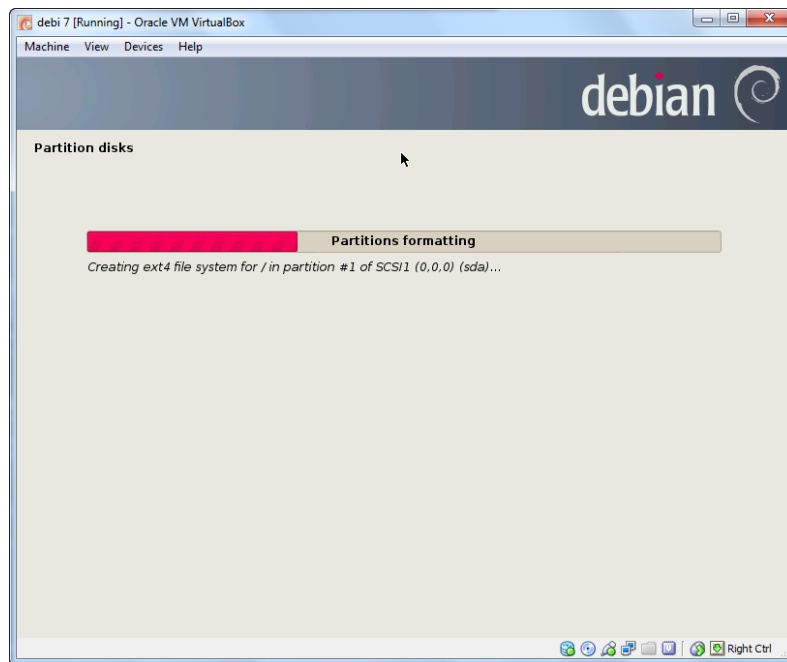 debi 7 [Running] - Oracle VM VirtualBox
Machine View Devices Help
debian
Partition disks
Partitions formatting
Creating ext4 file system for / in partition #1 of SCSI1 (0,0,0) (sda)...
Right Ctrl